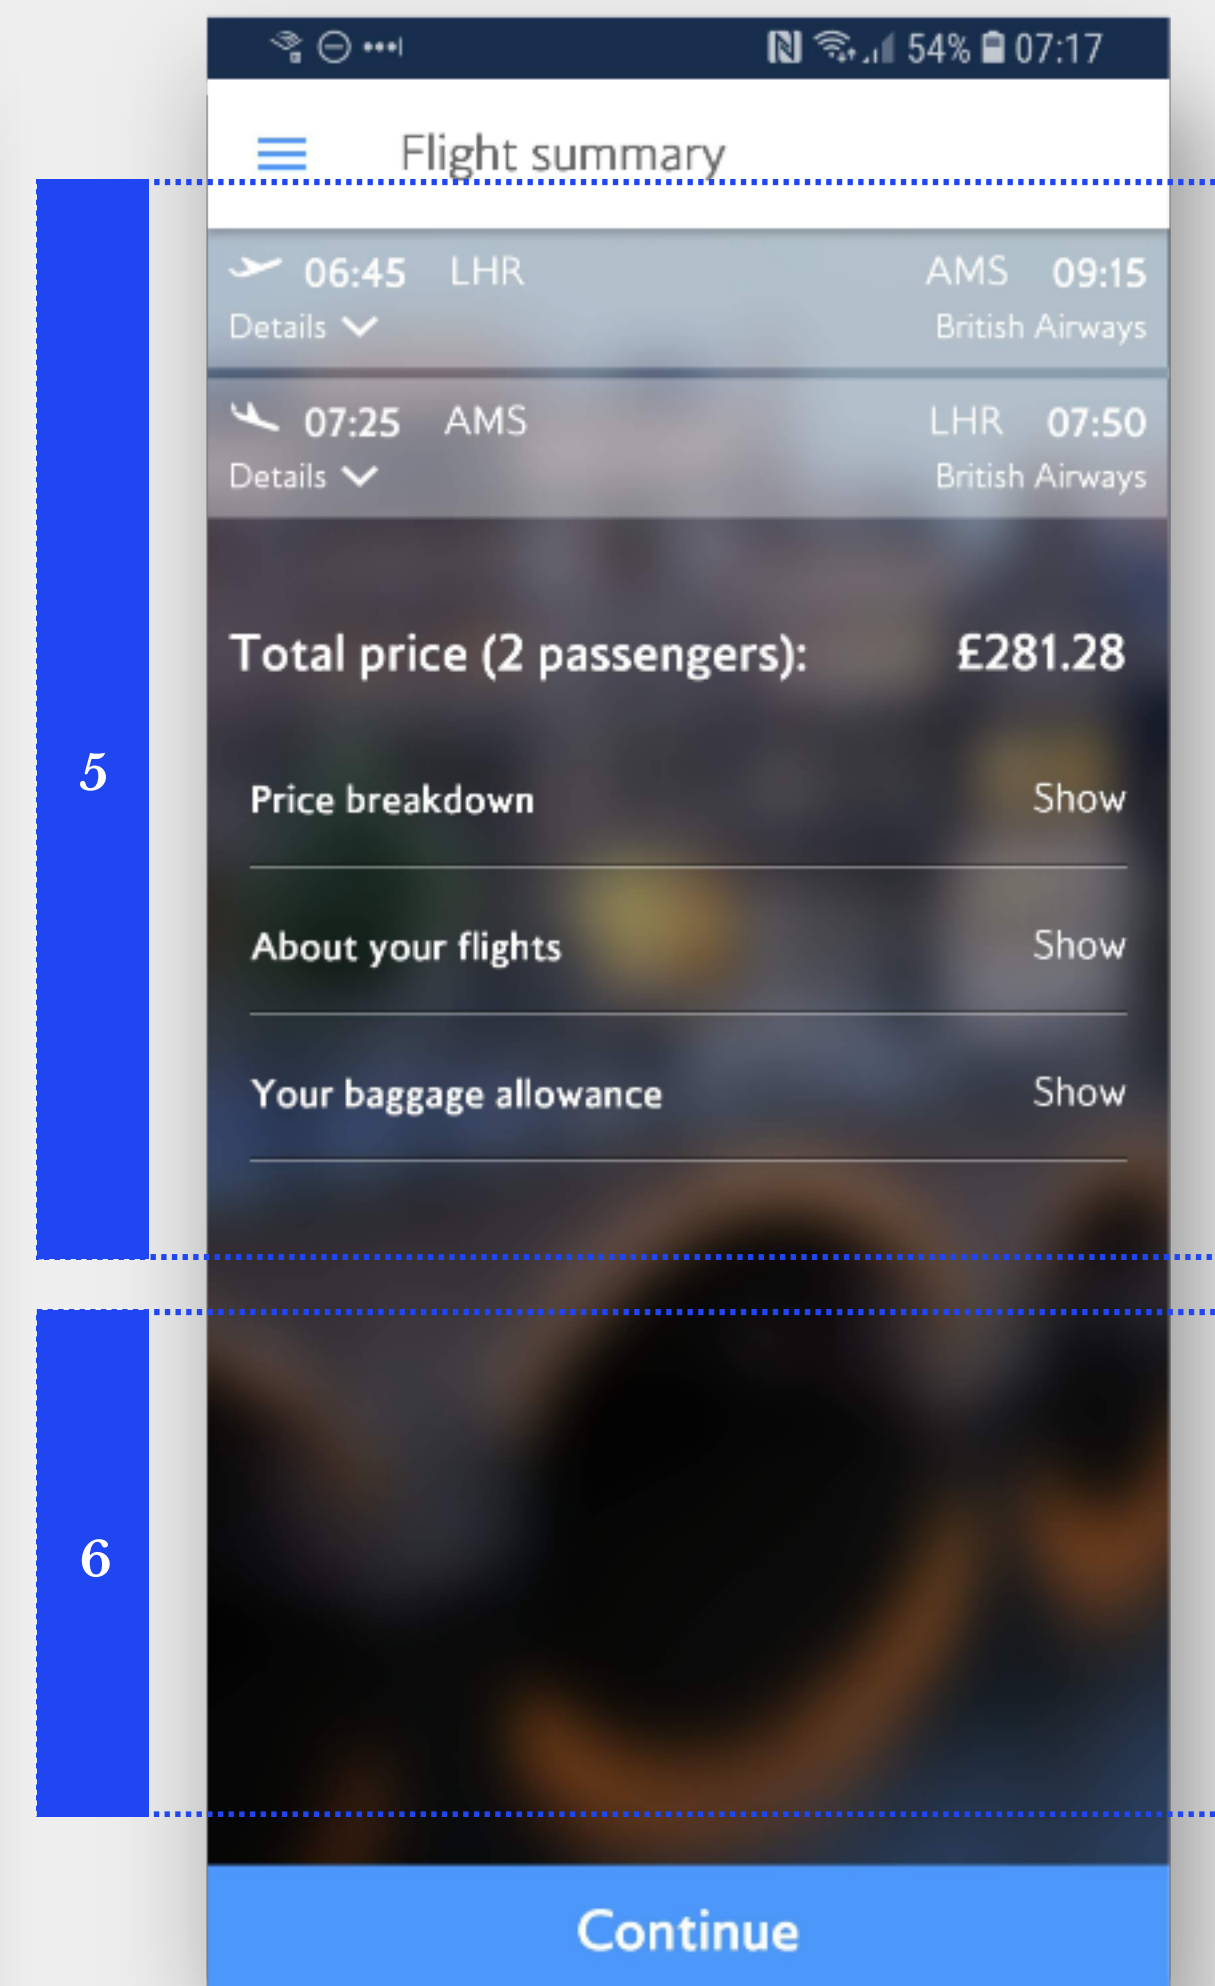 54% 07:17
Flight summary
06:45 LHR AMS 09:15
Details British Airways
07:25 AMS LHR 07:50
Details British Airways
Total price (2 passengers): £281.28
5
Price breakdown Show
About your flights Show
Your baggage allowance Show
6
Continue